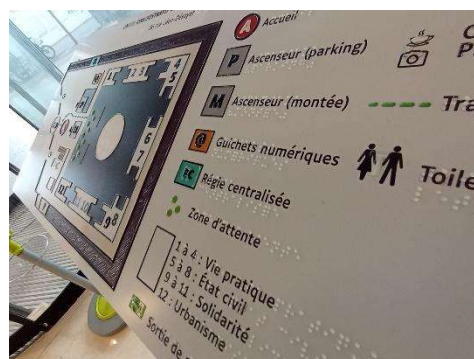 A Accueil
P Ascenseur (parking)
M Ascenseur (montée)
@ Guichets numériques
RC Régie centralisée
Zone d'attente
1 à 4 : Vie pratique
5 à 8 : État civil
9 à 11 : Solidarité
12 : Urbanisme
Sortie de
Tra
Toile